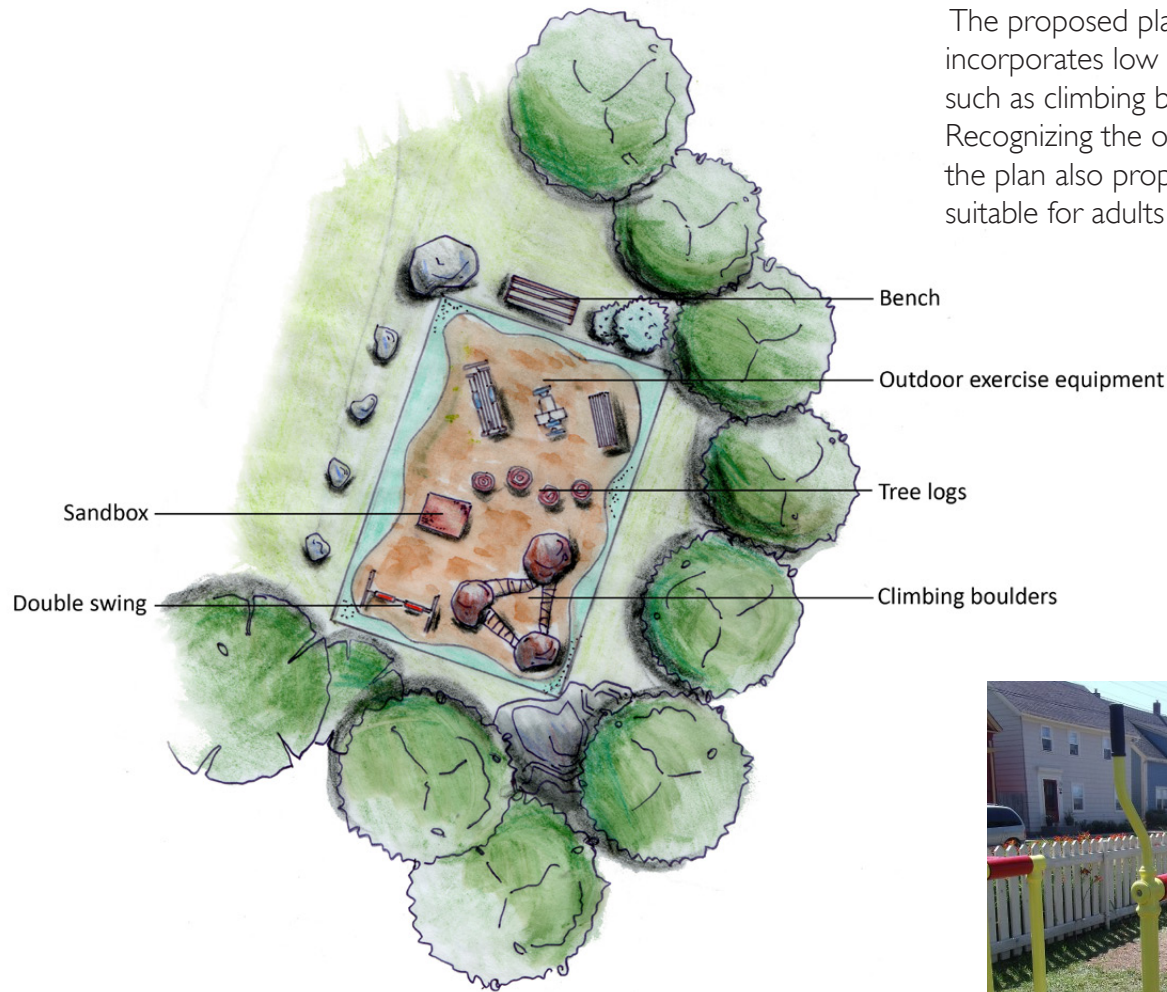 The proposed pla
incorporates low
such as climbing b
Recognizing the o
the plan also prop
suitable for adults
Bench
Outdoor exercise equipment
Tree logs
Sandbox
Climbing boulders
Double swing